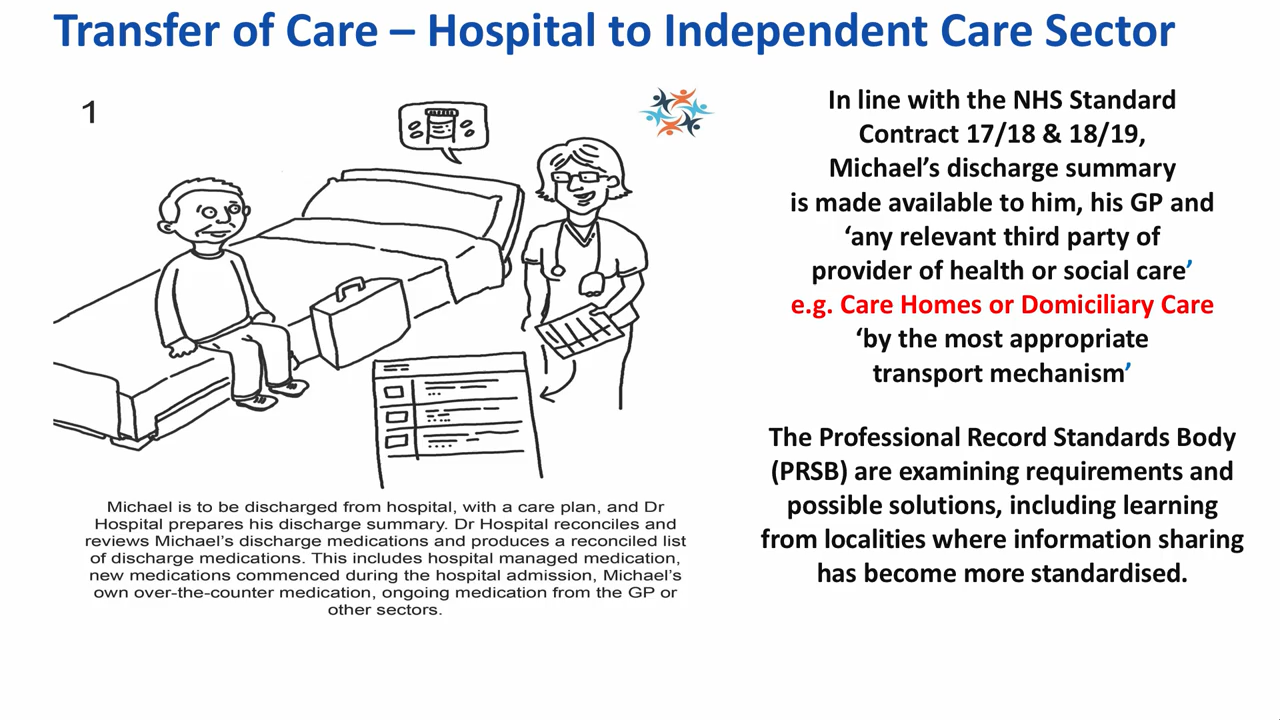 Transfer of Care – Hospital to Independent Care Sector
1
Michael is to be discharged from hospital, with a care plan, and Dr
Hospital prepares his discharge summary. Dr Hospital reconciles and
reviews Michael’s discharge medications and produces a reconciled list
of discharge medications. This includes hospital managed medication,
new medications commenced during the hospital admission, Michael’s
own over-the-counter medication, ongoing medication from the GP or
other sectors.
In line with the NHS Standard
Contract 17/18 & 18/19,
Michael’s discharge summary
is made available to him, his GP and
‘any relevant third party of
provider of health or social care’
e.g. Care Homes or Domiciliary Care
‘by the most appropriate
transport mechanism’
The Professional Record Standards Body
(PRSB) are examining requirements and
possible solutions, including learning
from localities where information sharing
has become more standardised.